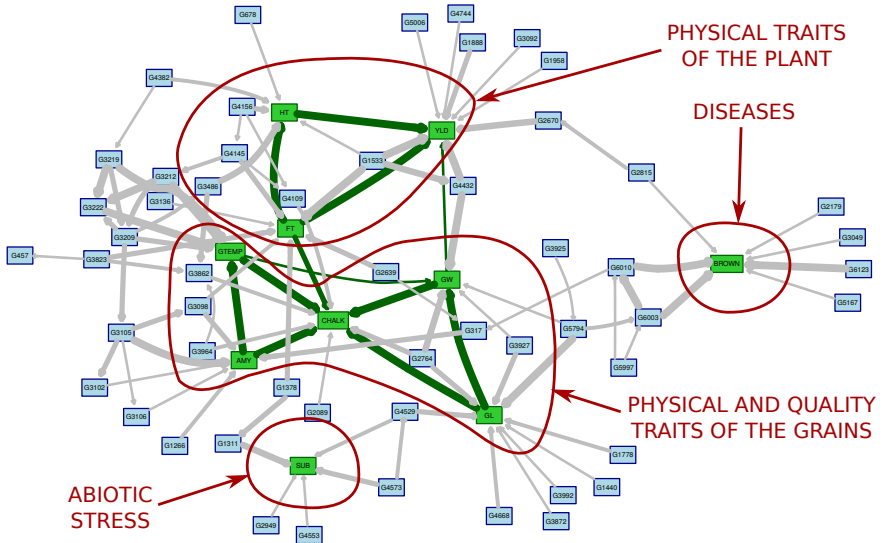 G678
G5006
G4744
G1888
G3092
G1958
PHYSICAL TRAITS
OF THE PLANT
G4382
G4156
HT
YLD
G2670
DISEASES
G4145
G1533
G3219
G3212
G3486
G4432
G2815
G3136
G4109
G3222
G2179
FT
G3209
G3049
GTEMP
G3925
G457
G3823
G3862
G2639
GW
G6010
BROWN
G6123
G3098
G5167
CHALK
G317
G5794
G6003
G3105
G3964
G3927
AMY
G2764
G5997
G3102
G1378
G3106
G2089
G4529
GL
PHYSICAL AND QUALITY
TRAITS OF THE GRAINS
G1266
G1311
G1778
SUB
ABIOTIC
STRESS
G4573
G1440
G3992
G4668
G3872
G2949
G4553